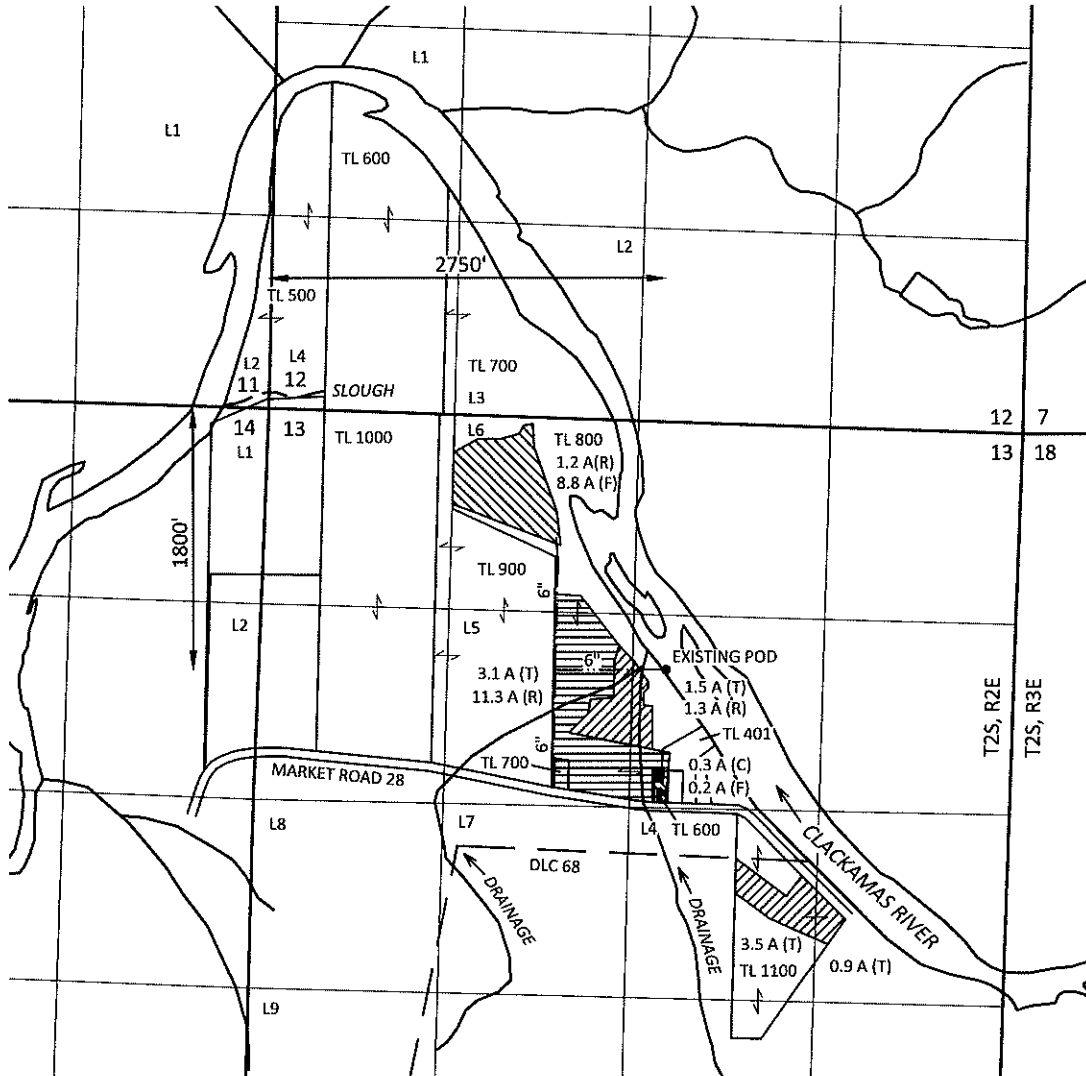 L1
L1
TL 600
L2
2750'
TL 500
TL 700
L2
L4
11
12
SLOUGH
L3
12
7
14
13
L1
TL 1000
L6
TL 800
1.2 A(R)
8.8 A (F)
13
18
1800'
TL 900
6"
L2
L5
6"
EXISTING POD
3.1 A (T)
11.3 A (R)
1.5 A (T)
1.3 A (R)
T2S, R2E
T2S, R3E
TL 401
6"
TL 700
0.3 A (C)
0.2 A (F)
MARKET ROAD 28
L8
L7
L4
TL 600
CLACKAMAS RIVER
DLC 68
DRAINAGE
DRAINAGE
3.5 A (T)
TL 1100
0.9 A (T)
L9